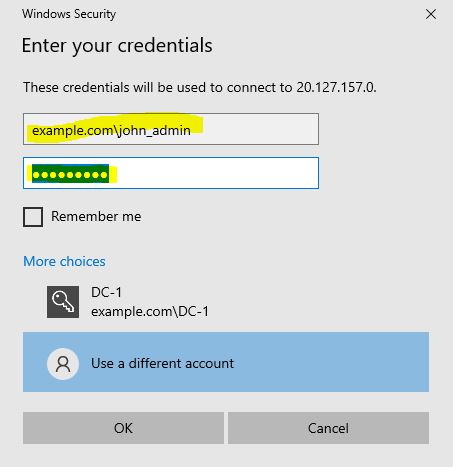 Windows Security
Enter your credentials
These credentials will be used to connect to 20.127.157.0.
example.com\john_admin
●●●●●●●●●
Remember me
More choices
DC-1
example.com\DC-1
Use a different account
OK
Cancel